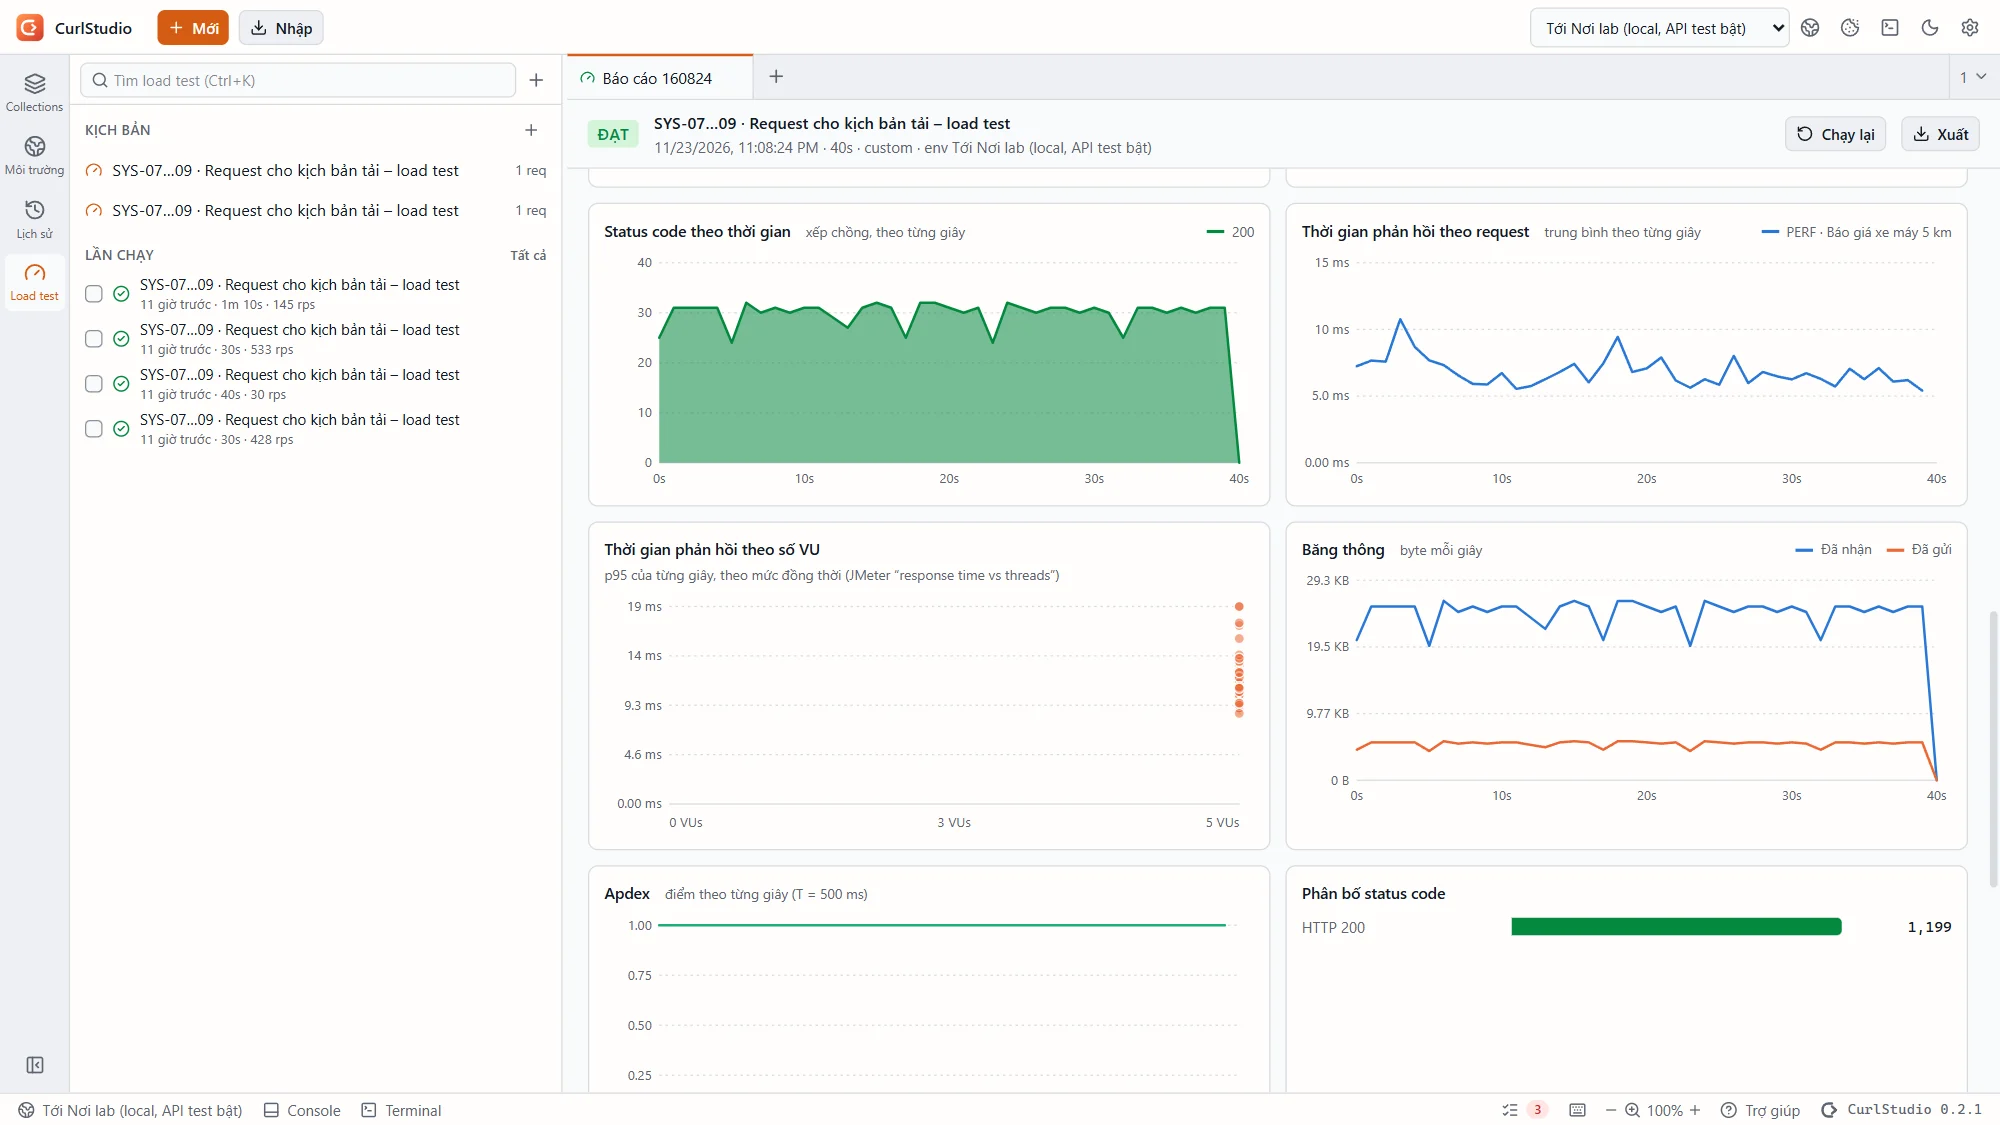 CurlStudio
Mới
Nhập
Tới Nơi lab (local, API test bật)
Collections
Môi trường
Lịch sử
Load test
Tìm load test (Ctrl+K)
KỊCH BẢN
SYS-07...09 · Request cho kịch bản tải – load test
1 req
SYS-07...09 · Request cho kịch bản tải – load test
1 req
LẦN CHẠY
Tất cả
SYS-07...09 · Request cho kịch bản tải – load test
11 giờ trước · 1m 10s · 145 rps
SYS-07...09 · Request cho kịch bản tải – load test
11 giờ trước · 30s · 533 rps
SYS-07...09 · Request cho kịch bản tải – load test
11 giờ trước · 40s · 30 rps
SYS-07...09 · Request cho kịch bản tải – load test
11 giờ trước · 30s · 428 rps
Báo cáo 160824
1
ĐẠT
SYS-07...09 · Request cho kịch bản tải – load test
11/23/2026, 11:08:24 PM · 40s · custom · env Tới Nơi lab (local, API test bật)
Chạy lại
Xuất
Status code theo thời gian xếp chồng, theo từng giây
200
40
30
20
10
0
0s 10s 20s 30s 40s
Thời gian phản hồi theo request trung bình theo từng giây
PERF · Báo giá xe máy 5 km
15 ms
10 ms
5.0 ms
0.00 ms
0s 10s 20s 30s 40s
Thời gian phản hồi theo số VU
p95 của từng giây, theo mức đồng thời (JMeter “response time vs threads”)
19 ms
14 ms
9.3 ms
4.6 ms
0.00 ms
0 VUs 3 VUs 5 VUs
Băng thông byte mỗi giây
Đã nhận Đã gửi
29.3 KB
19.5 KB
9.77 KB
0 B
0s 10s 20s 30s 40s
Apdex điểm theo từng giây (T = 500 ms)
1.00
0.75
0.50
0.25
Phân bố status code
HTTP 200 1,199
Tới Nơi lab (local, API test bật)
Console
Terminal
3
100%
Trợ giúp
CurlStudio 0.2.1